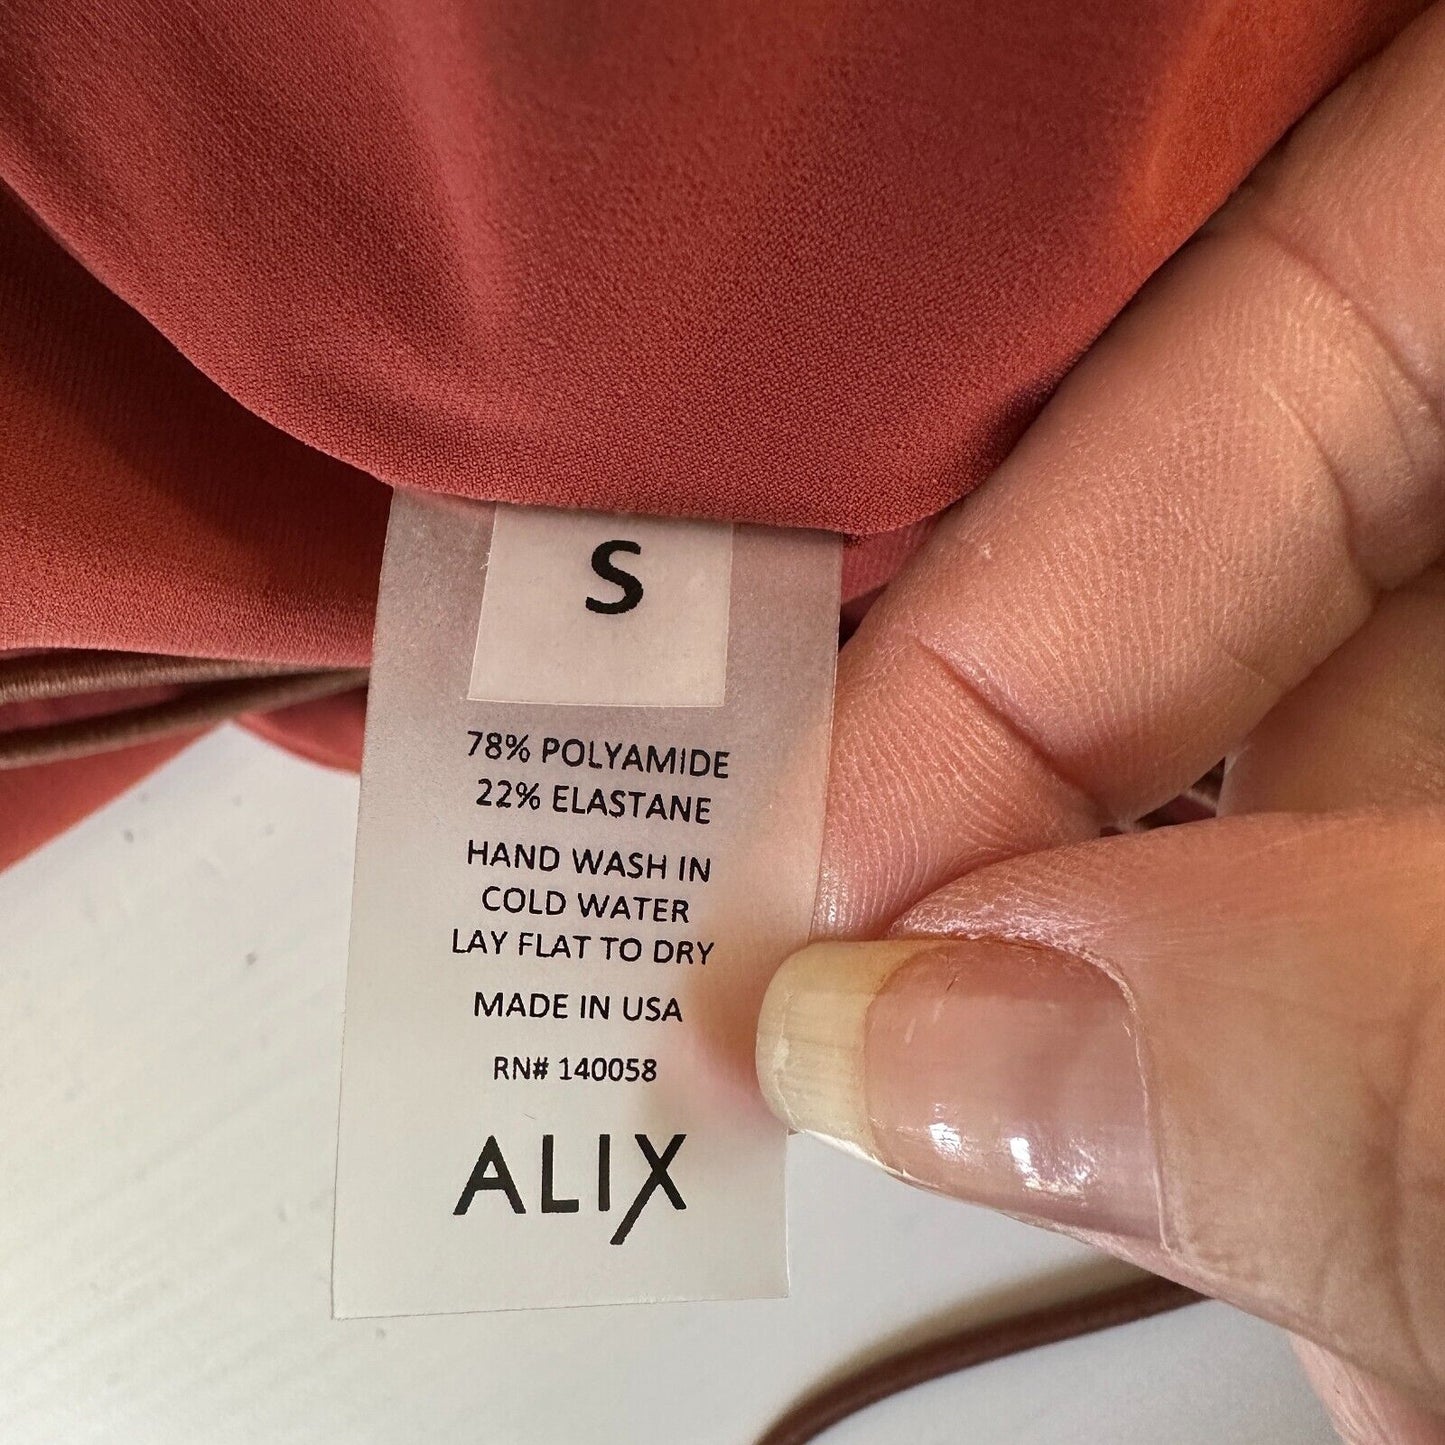 S
78% POLYAMIDE
22% ELASTANE
HAND WASH IN
COLD WATER
LAY FLAT TO DRY
MADE IN USA
RN# 140058
ALIX